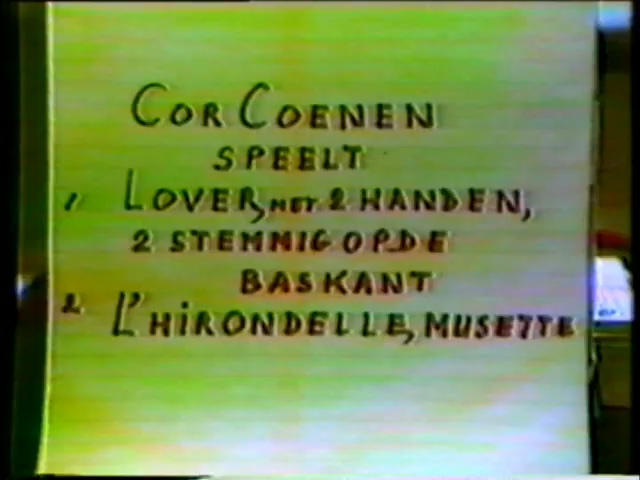 COR COENEN
SPEELT
1 LOVER, MET 2 HANDEN,
2 STEMMIG OP DE
BASKANT
2 L'HIRONDELLE, MUSETTE